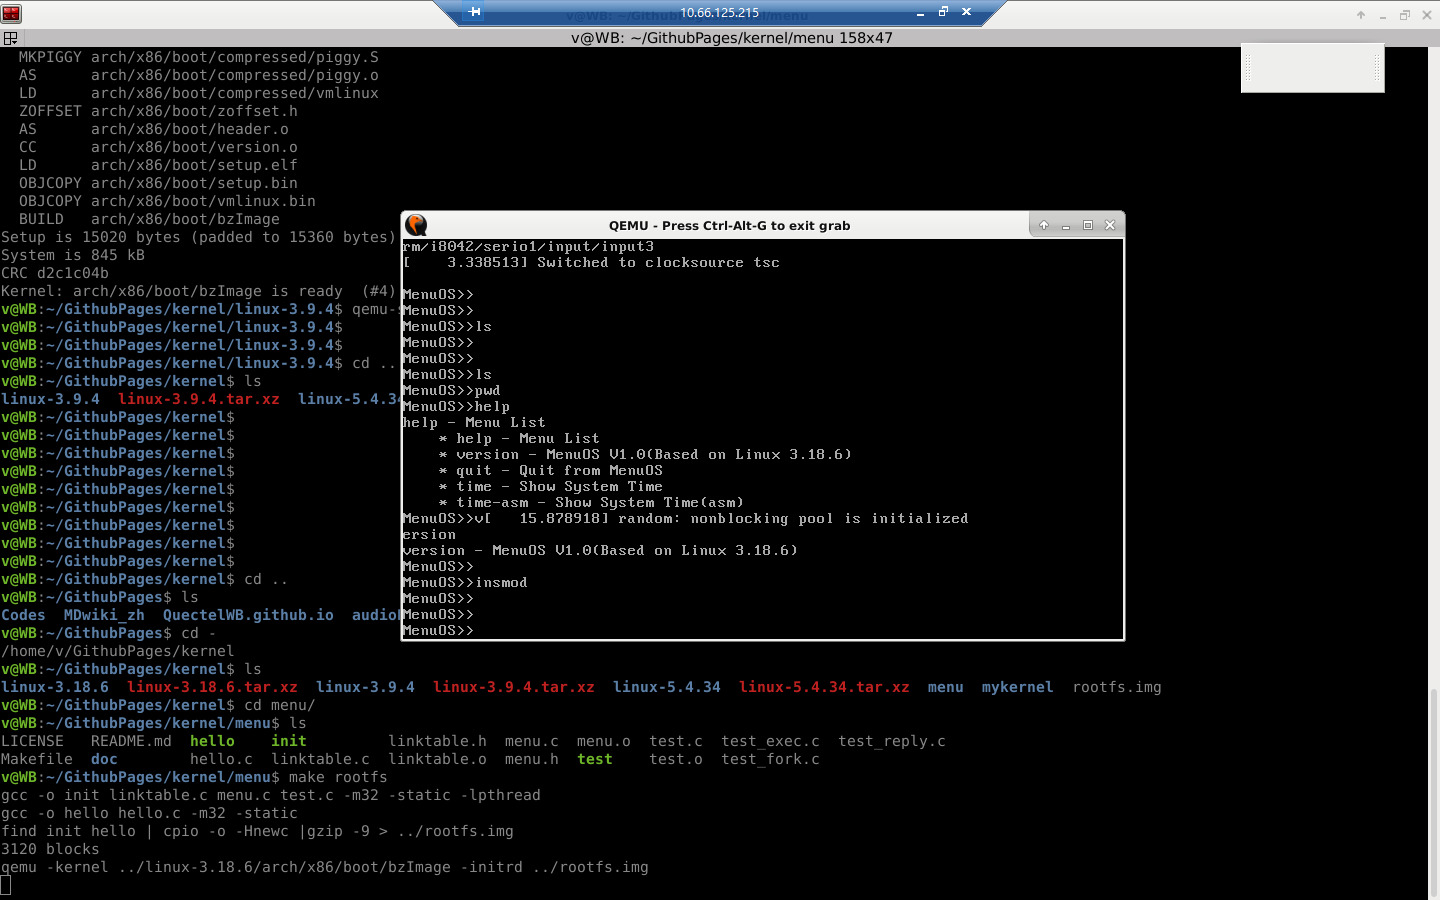 10.66.125.215
v@WB: ~/GithubPages/kernel/menu 158x47
  MKPIGGY arch/x86/boot/compressed/piggy.S
  AS      arch/x86/boot/compressed/piggy.o
  LD      arch/x86/boot/compressed/vmlinux
  ZOFFSET arch/x86/boot/zoffset.h
  AS      arch/x86/boot/header.o
  CC      arch/x86/boot/version.o
  LD      arch/x86/boot/setup.elf
  OBJCOPY arch/x86/boot/setup.bin
  OBJCOPY arch/x86/boot/vmlinux.bin
  BUILD   arch/x86/boot/bzImage
Setup is 15020 bytes (padded to 15360 bytes)
System is 845 kB
CRC d2c1c04b
Kernel: arch/x86/boot/bzImage is ready  (#4)
v@WB:~/GithubPages/kernel/linux-3.9.4$ qemu-
v@WB:~/GithubPages/kernel/linux-3.9.4$
v@WB:~/GithubPages/kernel/linux-3.9.4$
v@WB:~/GithubPages/kernel/linux-3.9.4$ cd ..
v@WB:~/GithubPages/kernel$ ls
linux-3.9.4  linux-3.9.4.tar.xz  linux-5.4.34
v@WB:~/GithubPages/kernel$
v@WB:~/GithubPages/kernel$
v@WB:~/GithubPages/kernel$
v@WB:~/GithubPages/kernel$
v@WB:~/GithubPages/kernel$
v@WB:~/GithubPages/kernel$
v@WB:~/GithubPages/kernel$
v@WB:~/GithubPages/kernel$
v@WB:~/GithubPages/kernel$
v@WB:~/GithubPages/kernel$ cd ..
v@WB:~/GithubPages$ ls
Codes  MDwiki_zh  QuectelWB.github.io  audio
v@WB:~/GithubPages$ cd -
/home/v/GithubPages/kernel
v@WB:~/GithubPages/kernel$ ls
linux-3.18.6  linux-3.18.6.tar.xz  linux-3.9.4  linux-3.9.4.tar.xz  linux-5.4.34  linux-5.4.34.tar.xz  menu  mykernel  rootfs.img
v@WB:~/GithubPages/kernel$ cd menu/
v@WB:~/GithubPages/kernel/menu$ ls
LICENSE   README.md  hello    init         linktable.h  menu.c  menu.o  test.c  test_exec.c  test_reply.c
Makefile  doc        hello.c  linktable.c  linktable.o  menu.h  test    test.o  test_fork.c
v@WB:~/GithubPages/kernel/menu$ make rootfs
gcc -o init linktable.c menu.c test.c -m32 -static -lpthread
gcc -o hello hello.c -m32 -static
find init hello | cpio -o -Hnewc |gzip -9 > ../rootfs.img
3120 blocks
qemu -kernel ../linux-3.18.6/arch/x86/boot/bzImage -initrd ../rootfs.img
QEMU - Press Ctrl-Alt-G to exit grab
rm/i8042/serio1/input/input3
[    3.338513] Switched to clocksource tsc
MenuOS>>
MenuOS>>
MenuOS>>ls
MenuOS>>
MenuOS>>
MenuOS>>ls
MenuOS>>pwd
MenuOS>>help
help - Menu List
    * help - Menu List
    * version - MenuOS V1.0(Based on Linux 3.18.6)
    * quit - Quit from MenuOS
    * time - Show System Time
    * time-asm - Show System Time(asm)
MenuOS>>v[   15.878918] random: nonblocking pool is initialized
ersion
version - MenuOS V1.0(Based on Linux 3.18.6)
MenuOS>>
MenuOS>>insmod
MenuOS>>
MenuOS>>
MenuOS>>